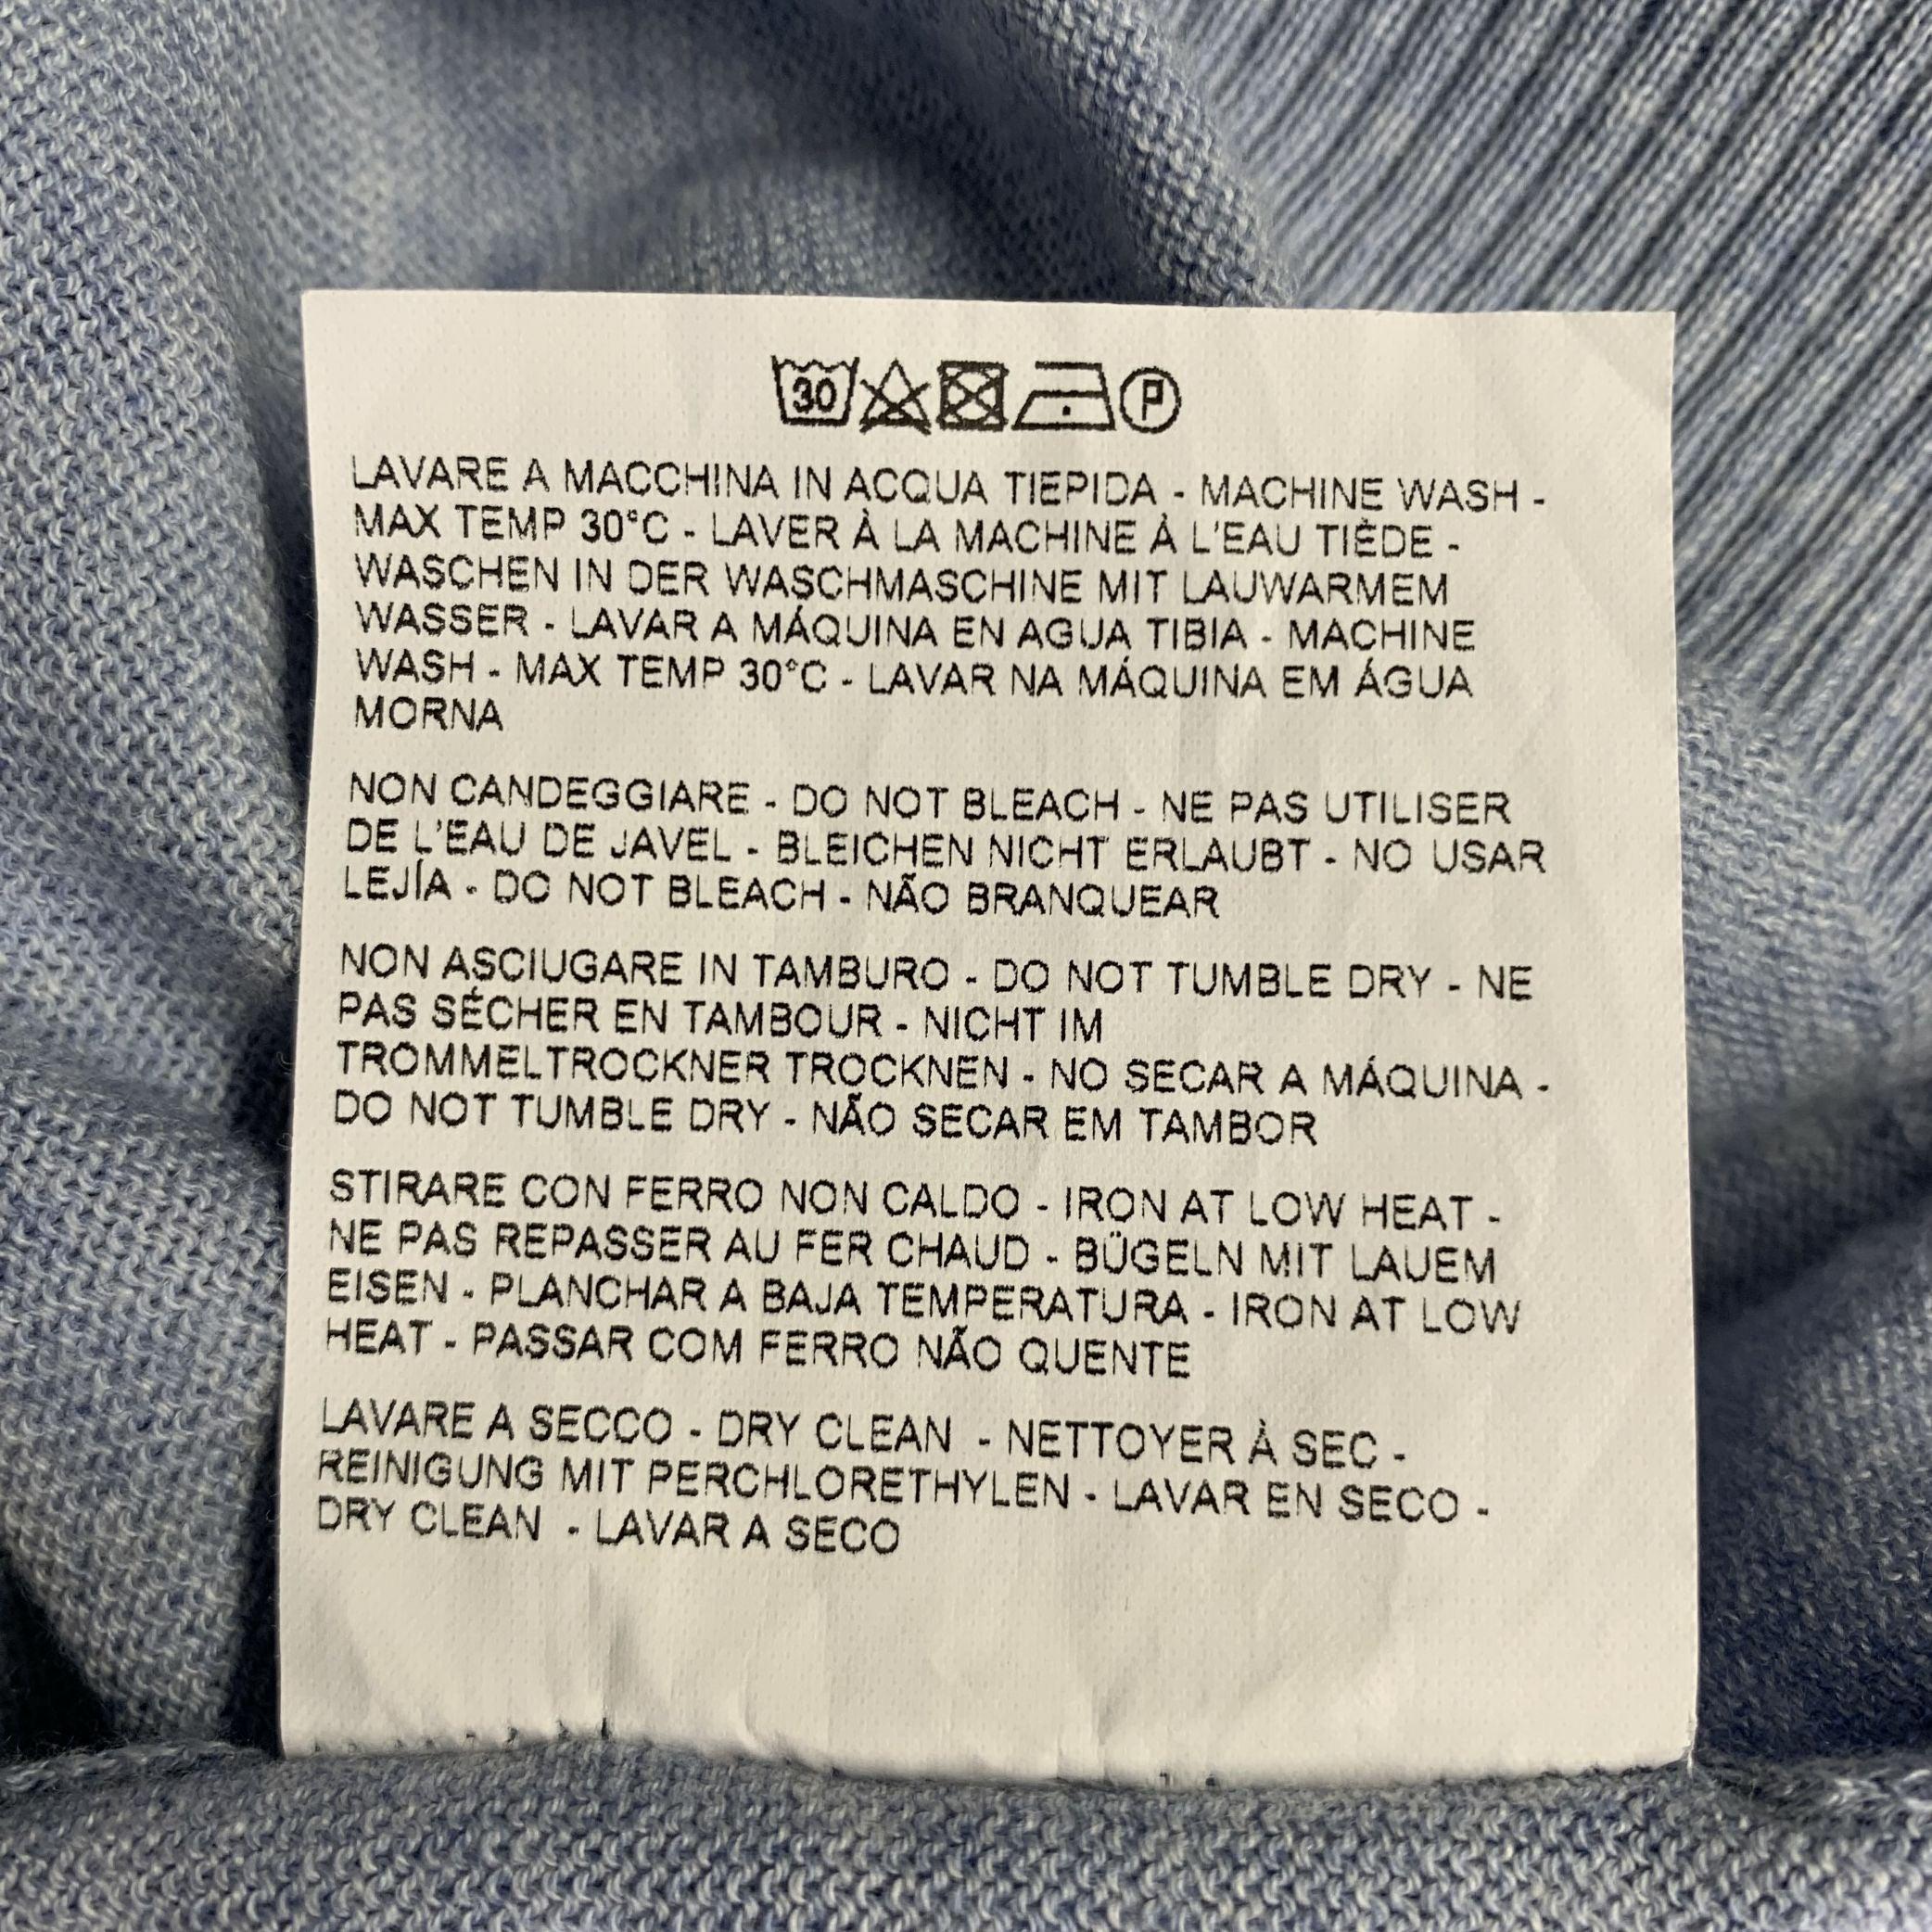 30 P
LAVARE A MACCHINA IN ACQUA TIEPIDA - MACHINE WASH -
MAX TEMP 30°C - LAVER À LA MACHINE À L'EAU TIÈDE -
WASCHEN IN DER WASCHMASCHINE MIT LAUWARMEM
WASSER - LAVAR A MÁQUINA EN AGUA TIBIA - MACHINE
WASH - MAX TEMP 30°C - LAVAR NA MÁQUINA EM ÁGUA
MORNA
NON CANDEGGIARE - DO NOT BLEACH - NE PAS UTILISER
DE L'EAU DE JAVEL - BLEICHEN NICHT ERLAUBT - NO USAR
LEJÍA - DO NOT BLEACH - NÃO BRANQUEAR
NON ASCIUGARE IN TAMBURO - DO NOT TUMBLE DRY - NE
PAS SÉCHER EN TAMBOUR - NICHT IM
TROMMELTROCKNER TROCKNEN - NO SECAR A MÁQUINA -
DO NOT TUMBLE DRY - NÃO SECAR EM TAMBOR
STIRARE CON FERRO NON CALDO - IRON AT LOW HEAT -
NE PAS REPASSER AU FER CHAUD - BÜGELN MIT LAUEM
EISEN - PLANCHAR A BAJA TEMPERATURA - IRON AT LOW
HEAT - PASSAR COM FERRO NÃO QUENTE
LAVARE A SECCO - DRY CLEAN - NETTOYER À SEC -
REINIGUNG MIT PERCHLORETHYLEN - LAVAR EN SECO -
DRY CLEAN - LAVAR A SECO